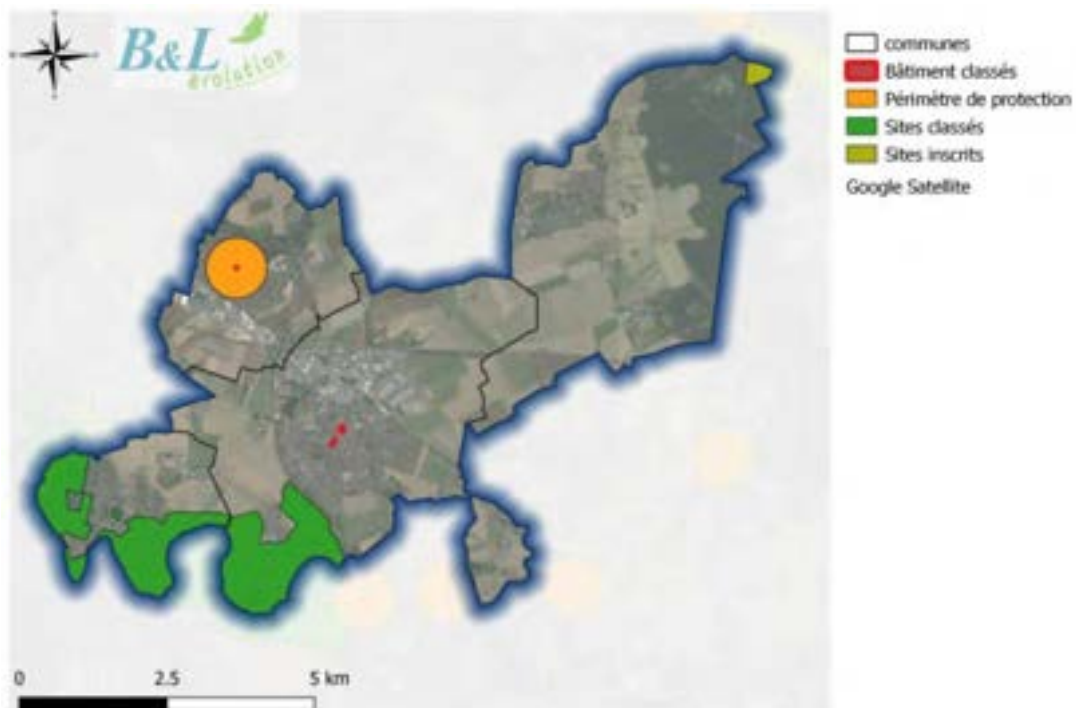 B&L
évolution
communes
Bâtiment classés
Périmètre de protection
Sites classés
Sites inscrits
Google Satellite
0 2.5 5 km